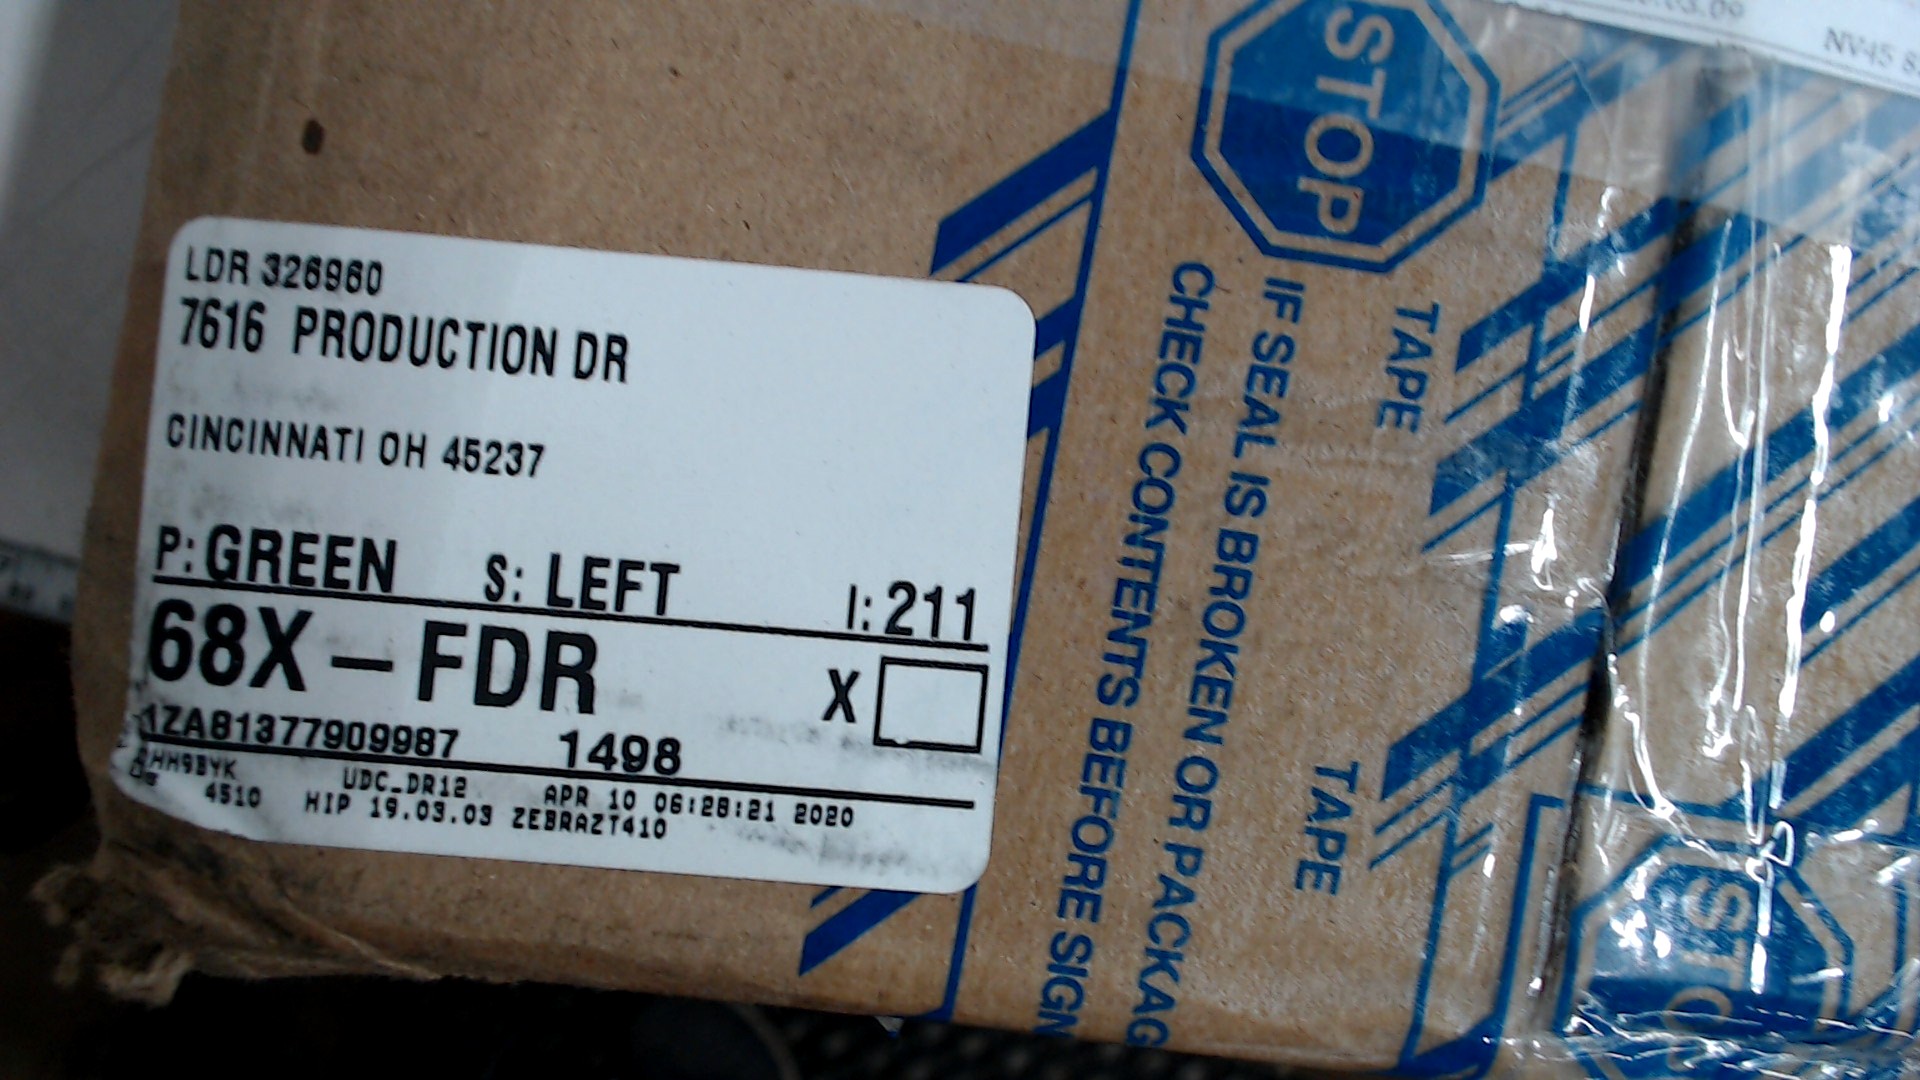 LDR 326960
7616 PRODUCTION DR
CINCINNATI OH 45237
P: GREEN S: LEFT I: 211
68X – FDR X
1ZA81377909987 1498
UDC_DR12 APR 10 06:28:21 2020
4510 HIP 19.03.03 ZEBRAZT410
STOP
TAPE
IF SEAL IS BROKEN OR PACKAG
CHECK CONTENTS BEFORE SIGN
TAPE
STO
NV45